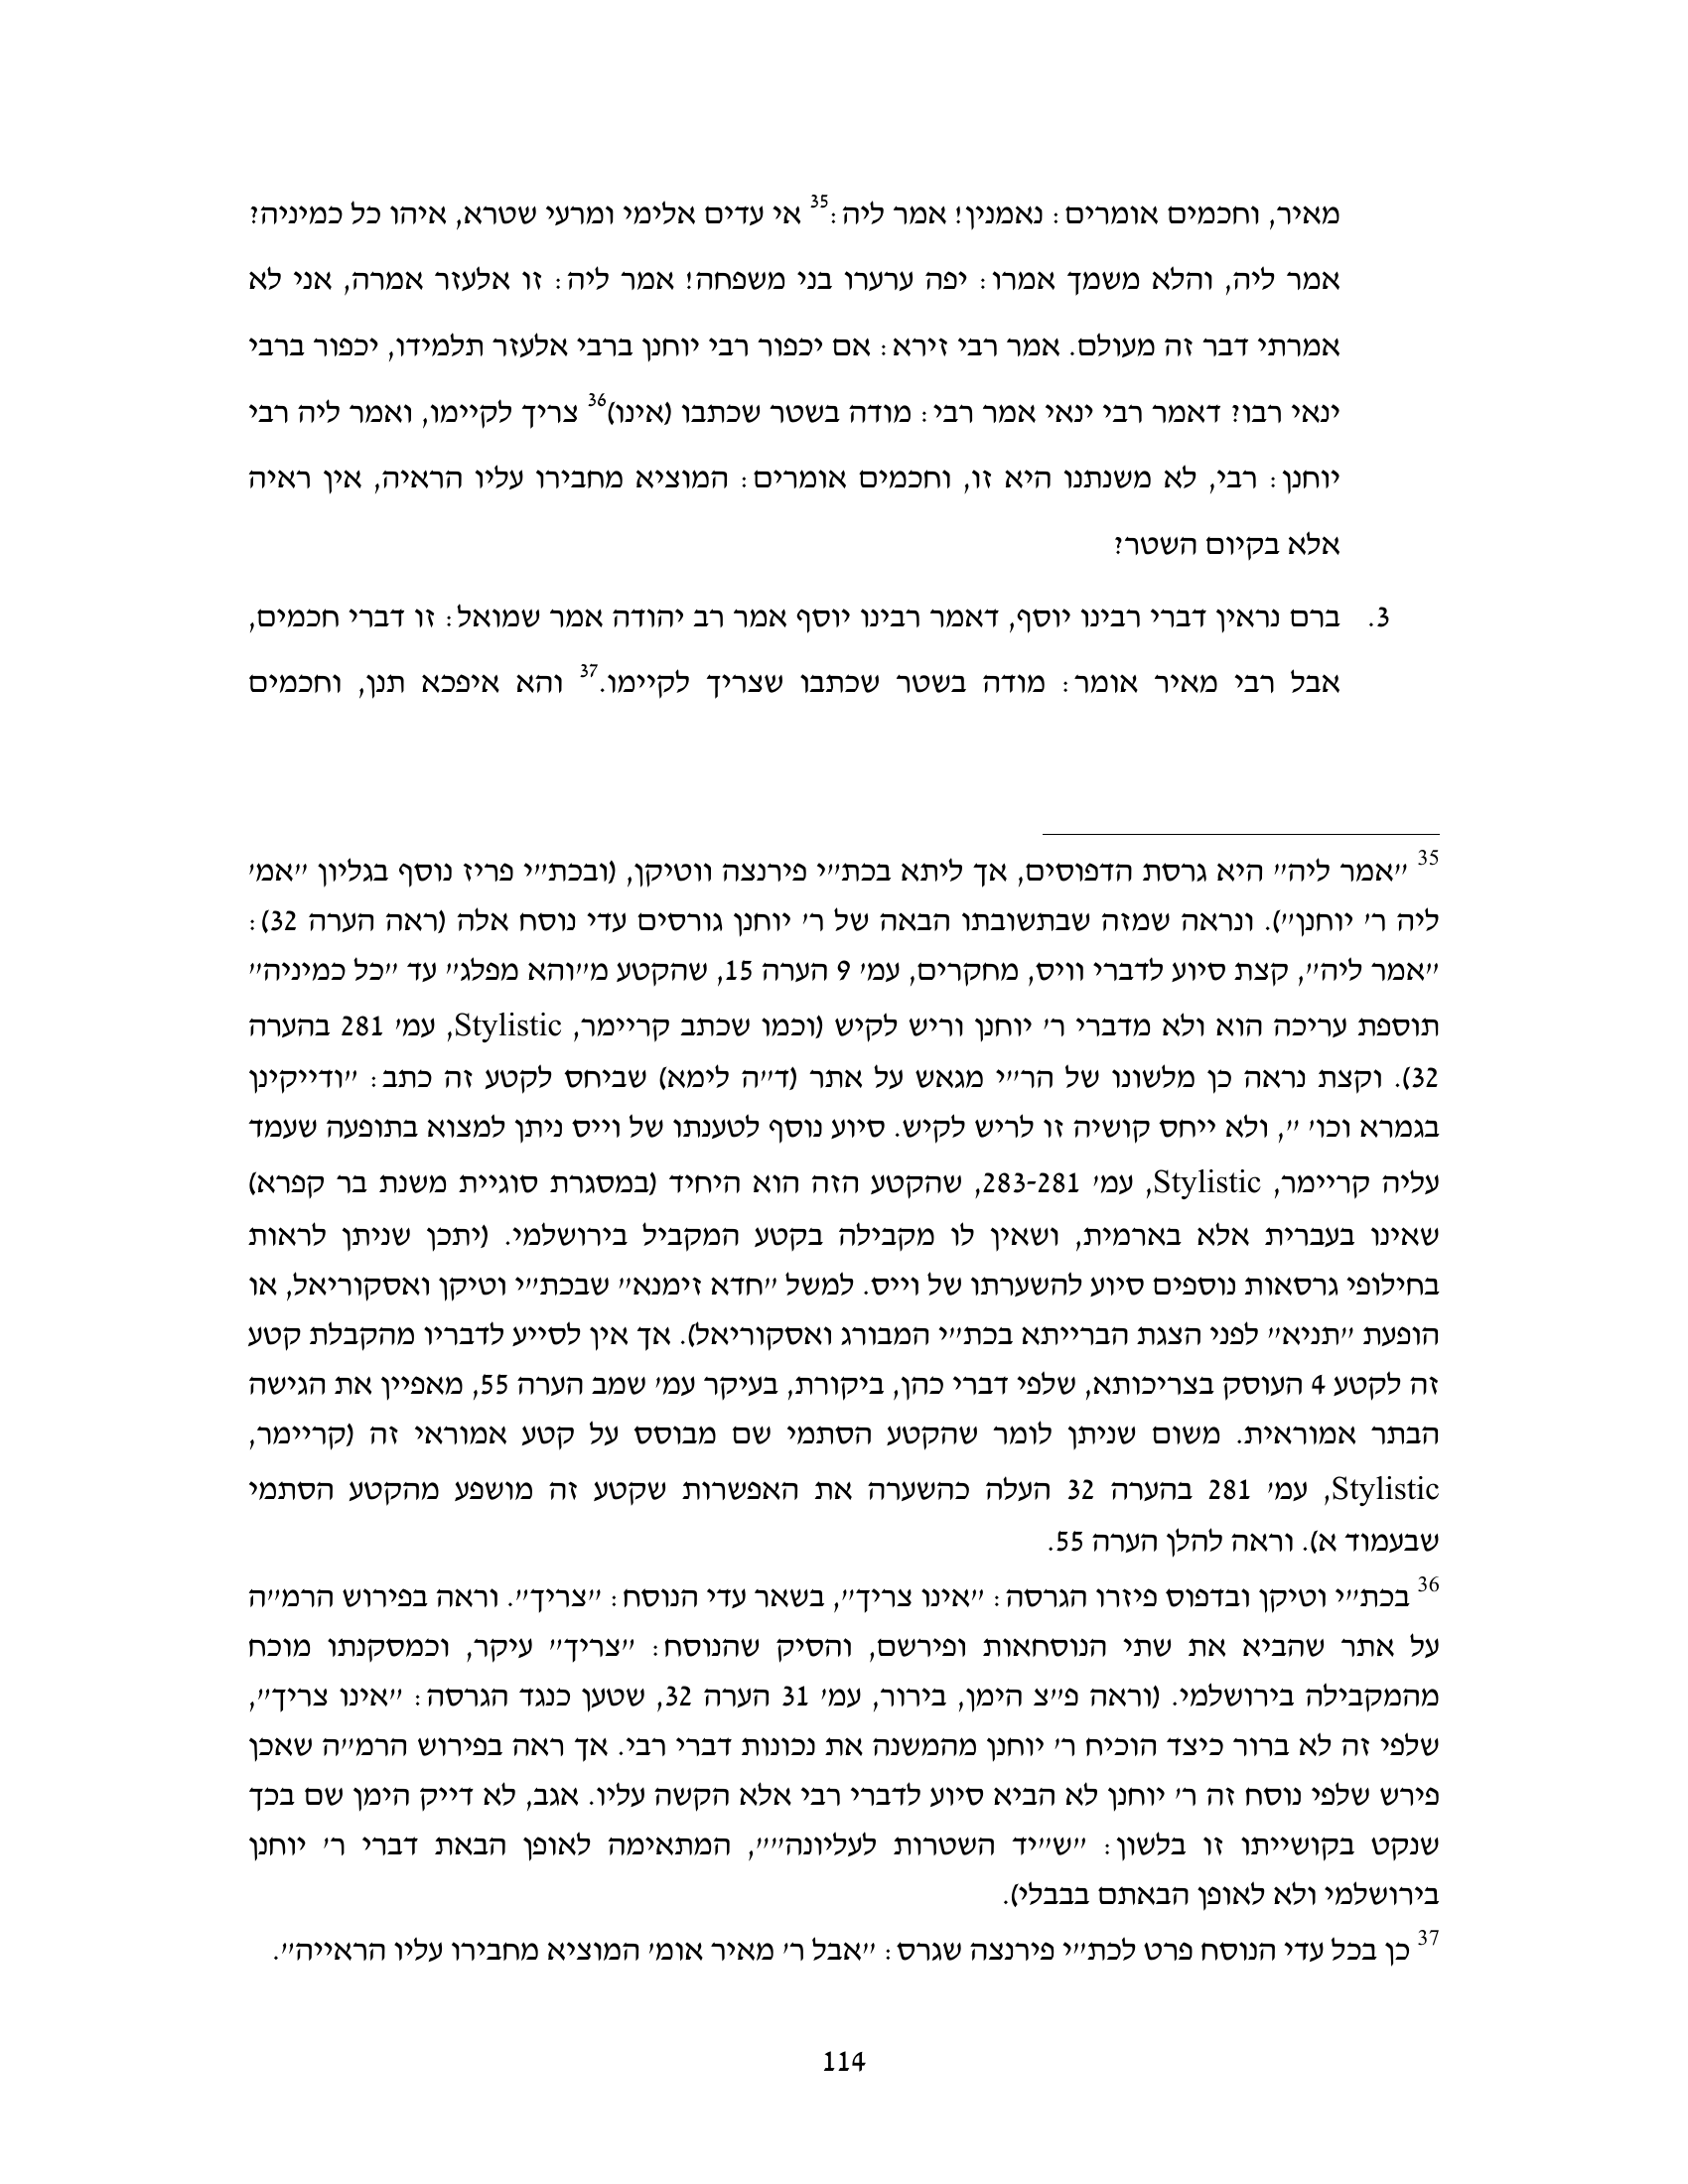 מאיר, וחכמים אומרים: נאמנין! אמר ליה:35 אי עדים אלימי ומרעי שטרא, איהו כל כמיניה?
אמר ליה, והלא משמך אמרו: יפה ערערו בני משפחה! אמר ליה: זו אלעזר אמרה, אני לא
אמרתי דבר זה מעולם. אמר רבי זירא: אם יכפור רבי יוחנן ברבי אלעזר תלמידו, יכפור ברבי
ינאי רבו? דאמר רבי ינאי אמר רבי: מודה בשטר שכתבו (אינו)36 צריך לקיימו, ואמר ליה רבי
יוחנן: רבי, לא משנתנו היא זו, וחכמים אומרים: המוציא מחבירו עליו הראיה, אין ראיה
אלא בקיום השטר?
3. ברם נראין דברי רבינו יוסף, דאמר רבינו יוסף אמר רב יהודה אמר שמואל: זו דברי חכמים,
אבל רבי מאיר אומר: מודה בשטר שכתבו שצריך לקיימו.37 והא איפכא תנן, וחכמים
35 "אמר ליה" היא גרסת הדפוסים, אך ליתא בכת"י פירנצה ווטיקן, (ובכת"י פריז נוסף בגליון "אמ'
ליה ר' יוחנן"). ונראה שמזה שבתשובתו הבאה של ר' יוחנן גורסים עדי נוסח אלה (ראה הערה 32):
"אמר ליה", קצת סיוע לדברי וויס, מחקרים, עמ' 9 הערה 15, שהקטע מ"והא מפלג" עד "כל כמיניה"
תוספת עריכה הוא ולא מדברי ר' יוחנן וריש לקיש (וכמו שכתב קריימר, Stylistic, עמ' 281 בהערה
32). וקצת נראה כן מלשונו של הר"י מגאש על אתר (ד"ה לימא) שביחס לקטע זה כתב: "ודייקינן
בגמרא וכו' ", ולא ייחס קושיה זו לריש לקיש. סיוע נוסף לטענתו של וייס ניתן למצוא בתופעה שעמד
עליה קריימר, Stylistic, עמ' 283-281, שהקטע הזה הוא היחיד (במסגרת סוגיית משנת בר קפרא)
שאינו בעברית אלא בארמית, ושאין לו מקבילה בקטע המקביל בירושלמי. (יתכן שניתן לראות
בחילופי גרסאות נוספים סיוע להשערתו של וייס. למשל "חדא זימנא" שבכת"י וטיקן ואסקוריאל, או
הופעת "תניא" לפני הצגת הברייתא בכת"י המבורג ואסקוריאל). אך אין לסייע לדבריו מהקבלת קטע
זה לקטע 4 העוסק בצריכותא, שלפי דברי כהן, ביקורת, בעיקר עמ' שמב הערה 55, מאפיין את הגישה
הבתר אמוראית. משום שניתן לומר שהקטע הסתמי שם מבוסס על קטע אמוראי זה (קריימר,
Stylistic, עמ' 281 בהערה 32 העלה כהשערה את האפשרות שקטע זה מושפע מהקטע הסתמי
שבעמוד א). וראה להלן הערה 55.
36 בכת"י וטיקן ובדפוס פיזרו הגרסה: "אינו צריך", בשאר עדי הנוסח: "צריך". וראה בפירוש הרמ"ה
על אתר שהביא את שתי הנוסחאות ופירשם, והסיק שהנוסח: "צריך" עיקר, וכמסקנתו מוכח
מהמקבילה בירושלמי. (וראה פ"צ הימן, בירור, עמ' 31 הערה 32, שטען כנגד הגרסה: "אינו צריך",
שלפי זה לא ברור כיצד הוכיח ר' יוחנן מהמשנה את נכונות דברי רבי. אך ראה בפירוש הרמ"ה שאכן
פירש שלפי נוסח זה ר' יוחנן לא הביא סיוע לדברי רבי אלא הקשה עליו. אגב, לא דייק הימן שם בכך
שנקט בקושייתו זו בלשון: "ש"יד השטרות לעליונה"", המתאימה לאופן הבאת דברי ר' יוחנן
בירושלמי ולא לאופן הבאתם בבבלי).
37 כן בכל עדי הנוסח פרט לכת"י פירנצה שגרס: "אבל ר' מאיר אומ' המוציא מחבירו עליו הראייה".
114